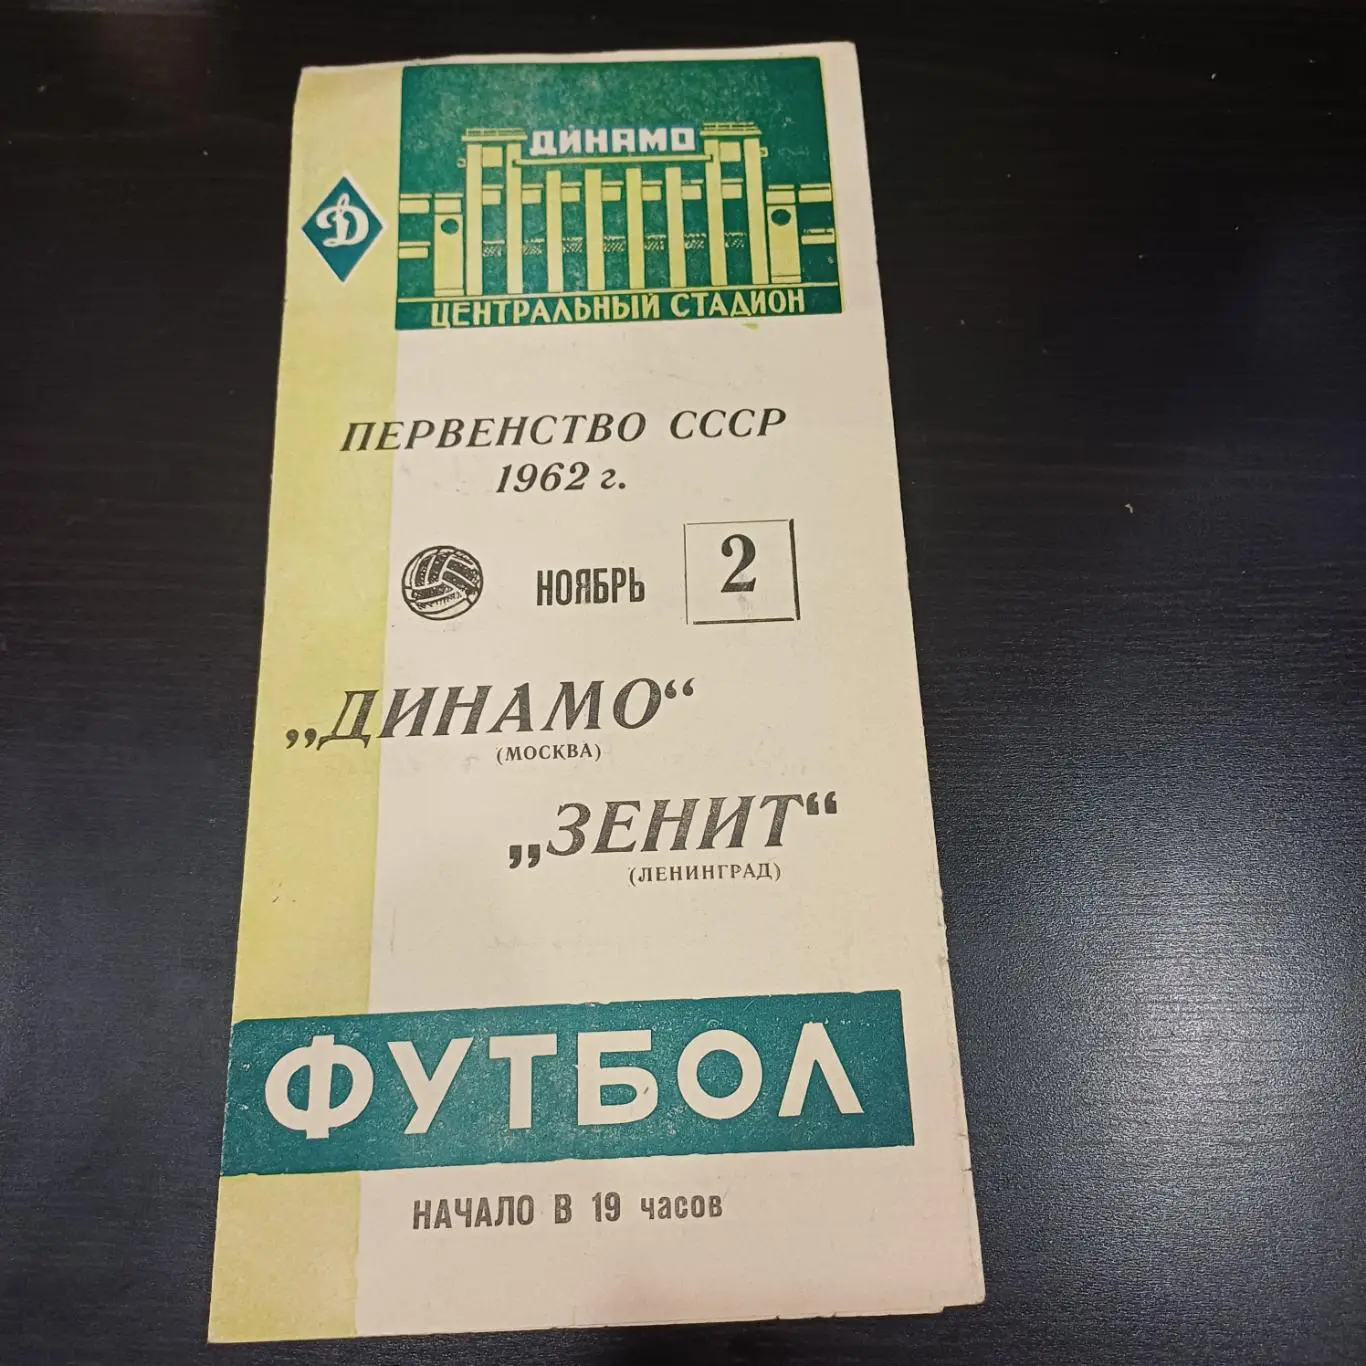 ДИНАМО
Д
ЦЕНТРАЛЬНЫЙ СТАДИОН
ПЕРВЕНСТВО СССР
1962 г.
НОЯБРЬ 2
„ДИНАМО“
(МОСКВА)
„ЗЕНИТ“
(ЛЕНИНГРАД)
ФУТБОЛ
НАЧАЛО В 19 часов